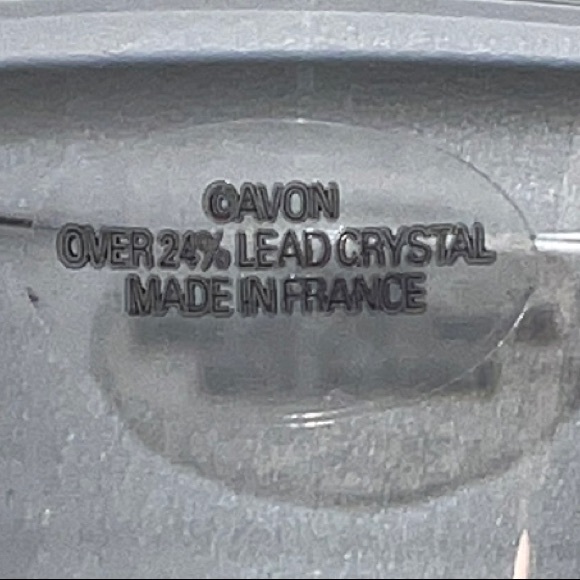 ©AVON
OVER 24% LEAD CRYSTAL
MADE IN FRANCE